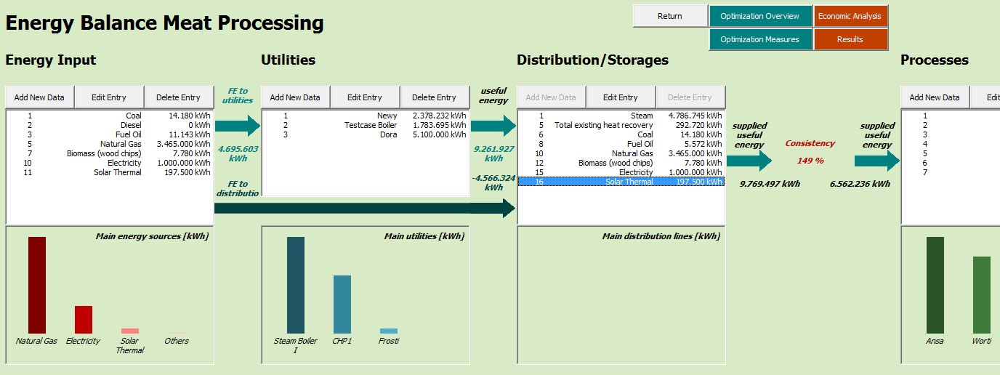 Energy Balance Meat Processing
Return
Optimization Overview
Economic Analysis
Optimization Measures
Results
Energy Input
Utilities
Distribution/Storages
Processes
Add New Data
Edit Entry
Delete Entry
1 Coal 14.180 kWh
2 Diesel 0 kWh
3 Fuel Oil 11.143 kWh
5 Natural Gas 3.465.000 kWh
7 Biomass (wood chips) 7.780 kWh
10 Electricity 1.000.000 kWh
11 Solar Thermal 197.500 kWh
FE to
utilities
4.695.603
kWh
FE to
distributio
Add New Data
Edit Entry
Delete Entry
1 Newy 2.378.232 kWh
2 Testcase Boiler 1.783.695 kWh
3 Dora 5.100.000 kWh
useful
energy
9.261.927
kWh
-4.566.324
kWh
Add New Data
Edit Entry
Delete Entry
1 Steam 4.786.745 kWh
5 Total existing heat recovery 292.720 kWh
6 Coal 14.180 kWh
8 Fuel Oil 5.572 kWh
10 Natural Gas 3.465.000 kWh
12 Biomass (wood chips) 7.780 kWh
15 Electricity 1.000.000 kWh
16 Solar Thermal 197.500 kWh
supplied
useful
energy
9.769.497 kWh
Consistency
149 %
supplied
useful
energy
6.562.236 kWh
Add New Data
Edi
1
2
3
4
5
6
7
Main energy sources [kWh]
Natural Gas
Electricity
Solar
Thermal
Others
Main utilities [kWh]
Steam Boiler
I
CHP1
Frosti
Main distribution lines [kWh]
Ansa
Worti